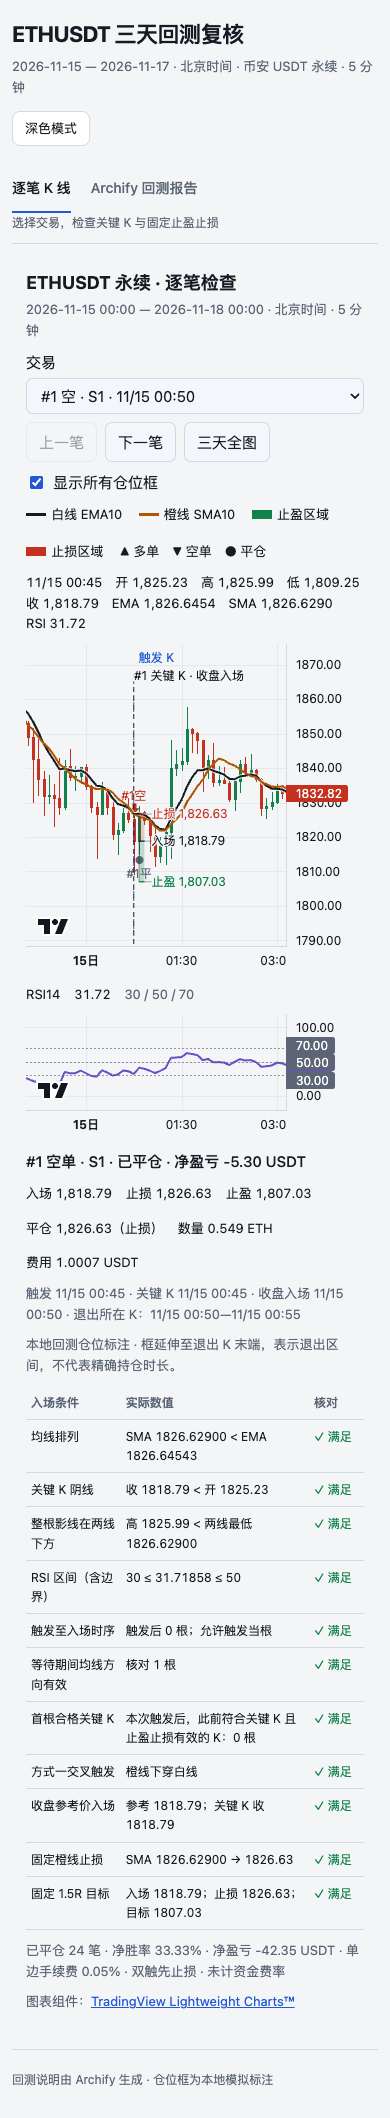 ETHUSDT 三天回测复核
2026-11-15 — 2026-11-17 · 北京时间 · 币安 USDT 永续 · 5 分
钟
深色模式
逐笔 K 线 Archify 回测报告
选择交易，检查关键 K 与固定止盈止损
ETHUSDT 永续 · 逐笔检查
2026-11-15 00:00 — 2026-11-18 00:00 · 北京时间 · 5 分
钟
交易
#1 空 · S1 · 11/15 00:50
上一笔 下一笔 三天全图
显示所有仓位框
白线 EMA10 橙线 SMA10 止盈区域
止损区域 ▲ 多单 ▼ 空单 ● 平仓
11/15 00:45 开 1,825.23 高 1,825.99 低 1,809.25
收 1,818.79 EMA 1,826.6454 SMA 1,826.6290
RSI 31.72
触发 K
#1 关键 K · 收盘入场
1870.00
1860.00
1850.00
1840.00
1832.82
1830.00
#1空
止损 1,826.63
1820.00
入场 1,818.79
1810.00
#1平
止盈 1,807.03
1800.00
1790.00
15日 01:30 03:0
RSI14 31.72 30 / 50 / 70
100.00
70.00
50.00
30.00
0.00
15日 01:30 03:0
#1 空单 · S1 · 已平仓 · 净盈亏 -5.30 USDT
入场 1,818.79 止损 1,826.63 止盈 1,807.03
平仓 1,826.63（止损） 数量 0.549 ETH
费用 1.0007 USDT
触发 11/15 00:45 · 关键 K 11/15 00:45 · 收盘入场 11/15
00:50 · 退出所在 K：11/15 00:50—11/15 00:55
本地回测仓位标注 · 框延伸至退出 K 末端，表示退出区
间，不代表精确持仓时长。
入场条件 实际数值 核对
均线排列 SMA 1826.62900 < EMA
1826.64543 ✓ 满足
关键 K 阴线 收 1818.79 < 开 1825.23 ✓ 满足
整根影线在两线 高 1825.99 < 两线最低 ✓ 满足
下方 1826.62900
RSI 区间（含边 30 ≤ 31.71858 ≤ 50 ✓ 满足
界）
触发至入场时序 触发后 0 根；允许触发当根 ✓ 满足
等待期间均线方 核对 1 根 ✓ 满足
向有效
首根合格关键 K 本次触发后，此前符合关键 K 且 ✓ 满足
止盈止损有效的 K：0 根
方式一交叉触发 橙线下穿白线 ✓ 满足
收盘参考价入场 参考 1818.79；关键 K 收 ✓ 满足
1818.79
固定橙线止损 SMA 1826.62900 → 1826.63 ✓ 满足
固定 1.5R 目标 入场 1818.79；止损 1826.63； ✓ 满足
目标 1807.03
已平仓 24 笔 · 净胜率 33.33% · 净盈亏 -42.35 USDT · 单
边手续费 0.05% · 双触先止损 · 未计资金费率
图表组件：TradingView Lightweight Charts™
回测说明由 Archify 生成 · 仓位框为本地模拟标注